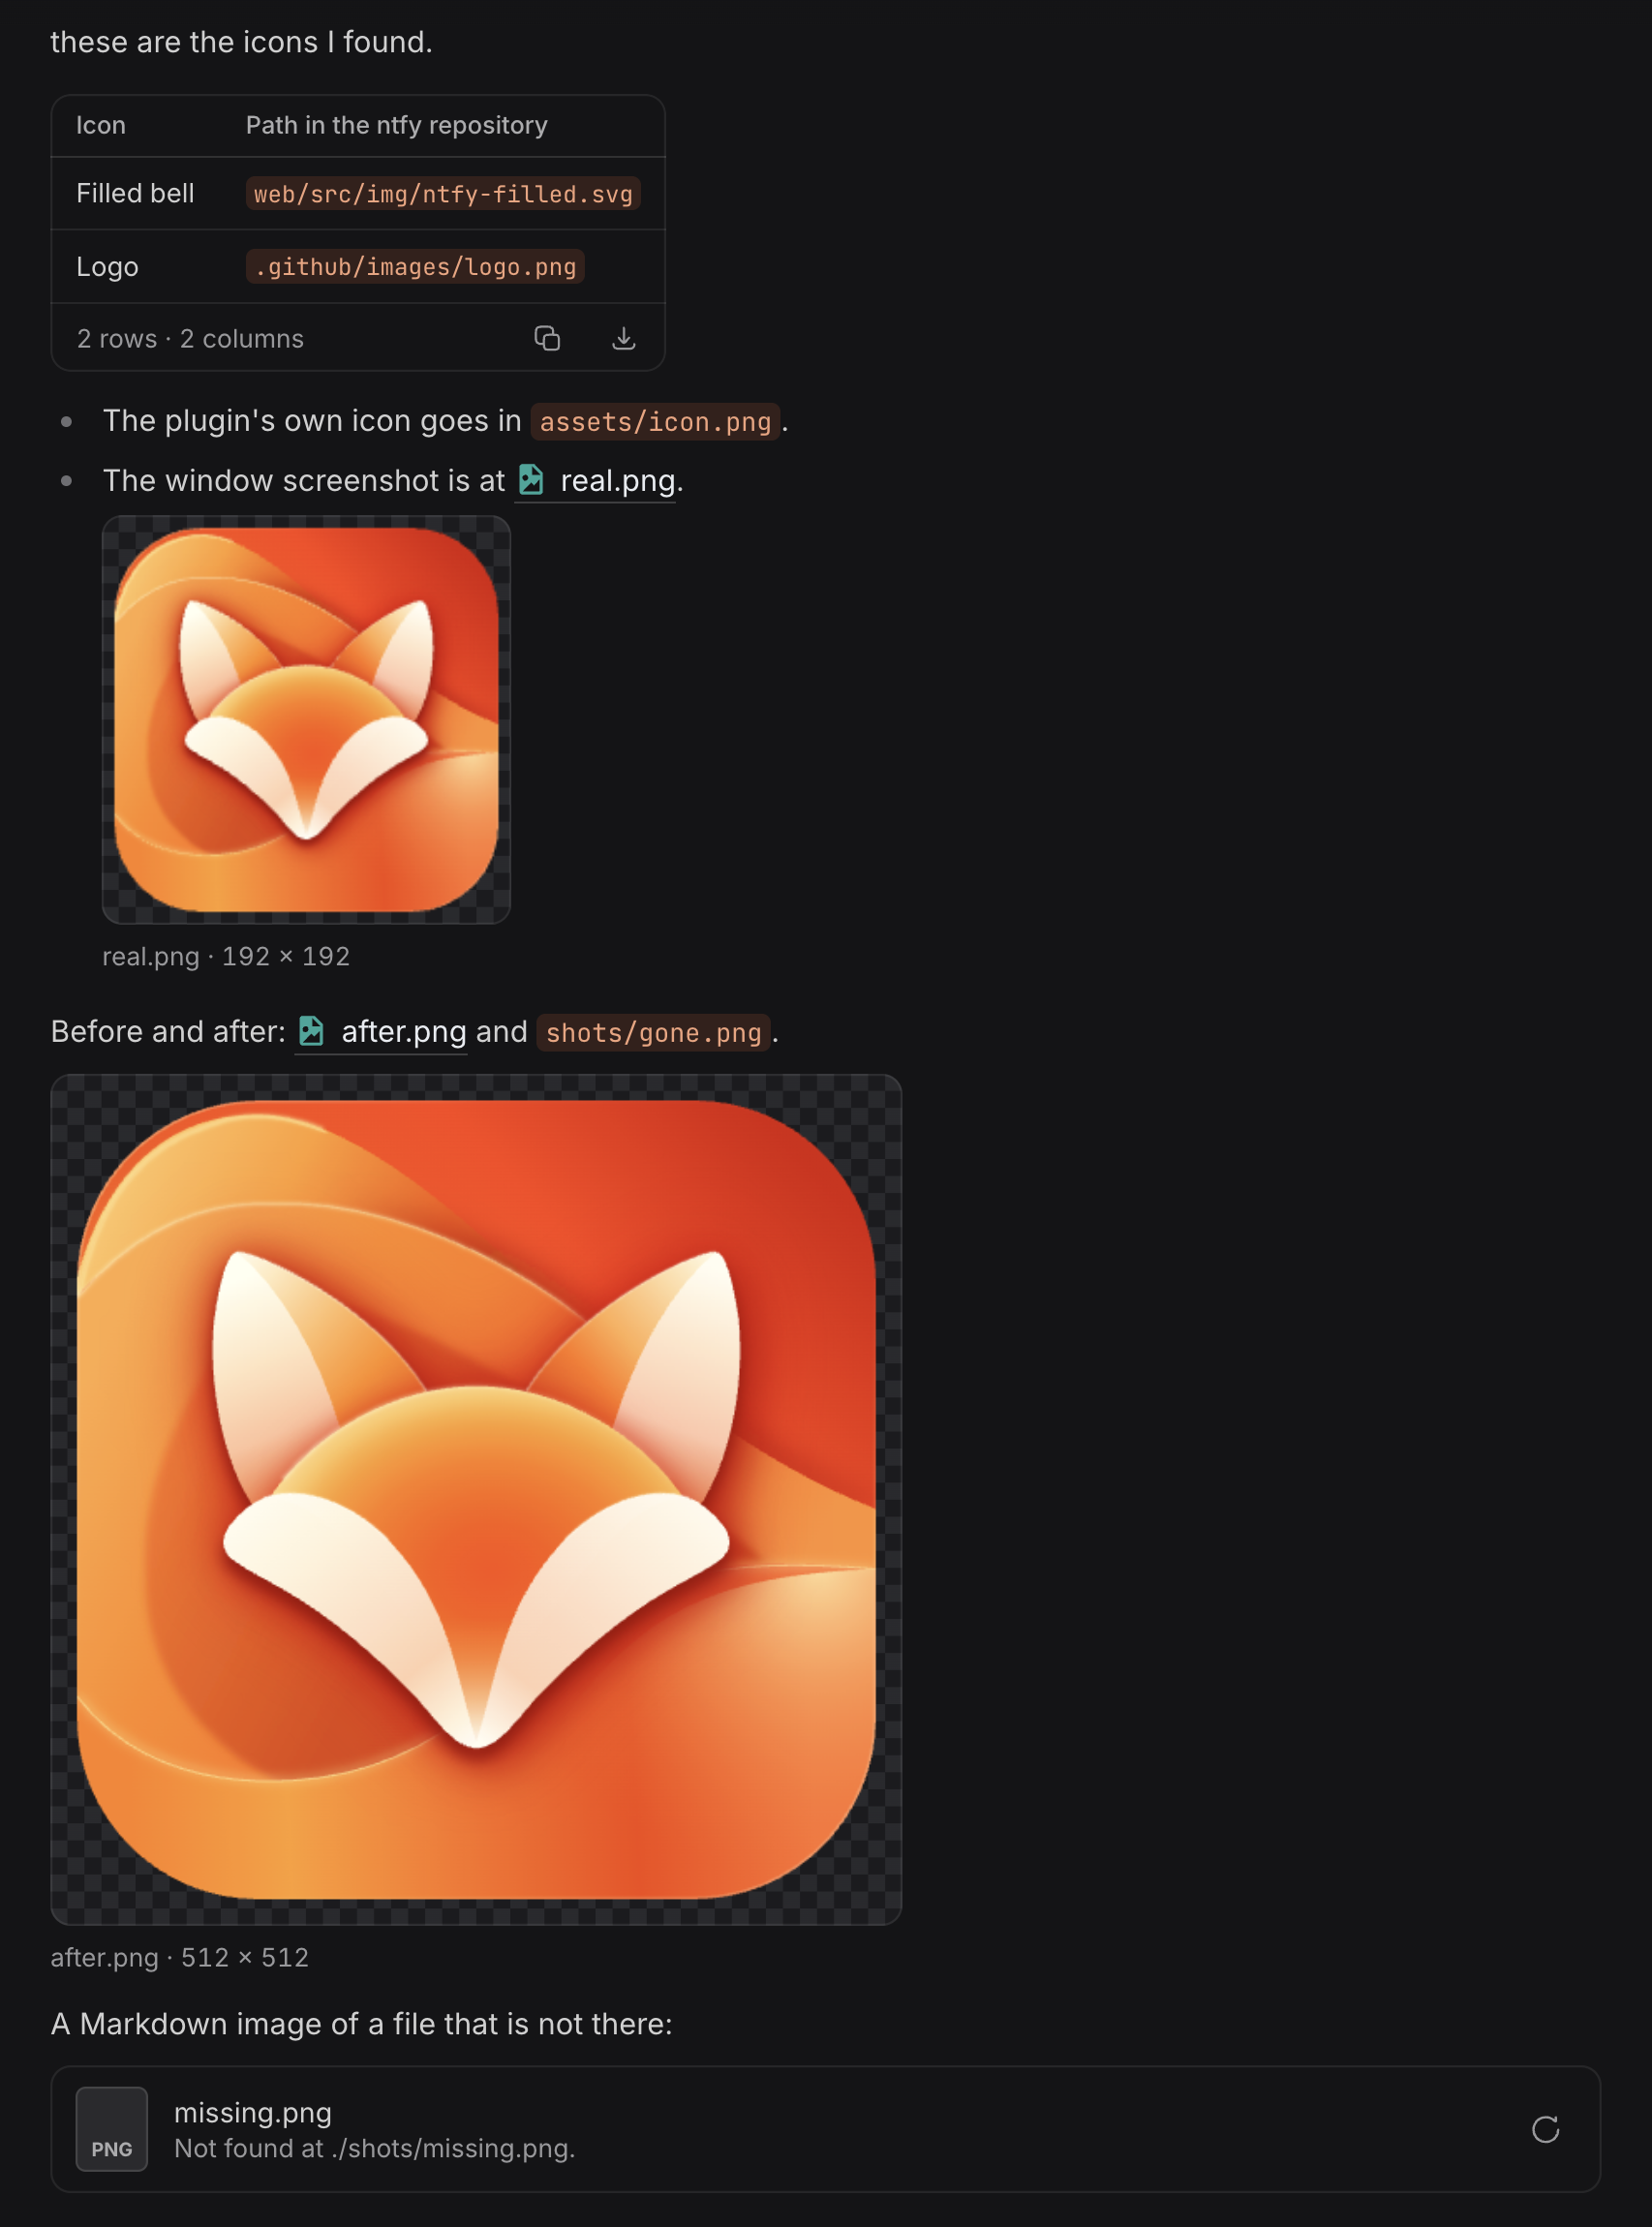 these are the icons I found.
Icon Path in the ntfy repository
Filled bell web/src/img/ntfy-filled.svg
Logo .github/images/logo.png
2 rows · 2 columns
The plugin's own icon goes in assets/icon.png.
The window screenshot is at real.png.
real.png · 192 × 192
Before and after: after.png and shots/gone.png.
after.png · 512 × 512
A Markdown image of a file that is not there:
missing.png
PNG
Not found at ./shots/missing.png.